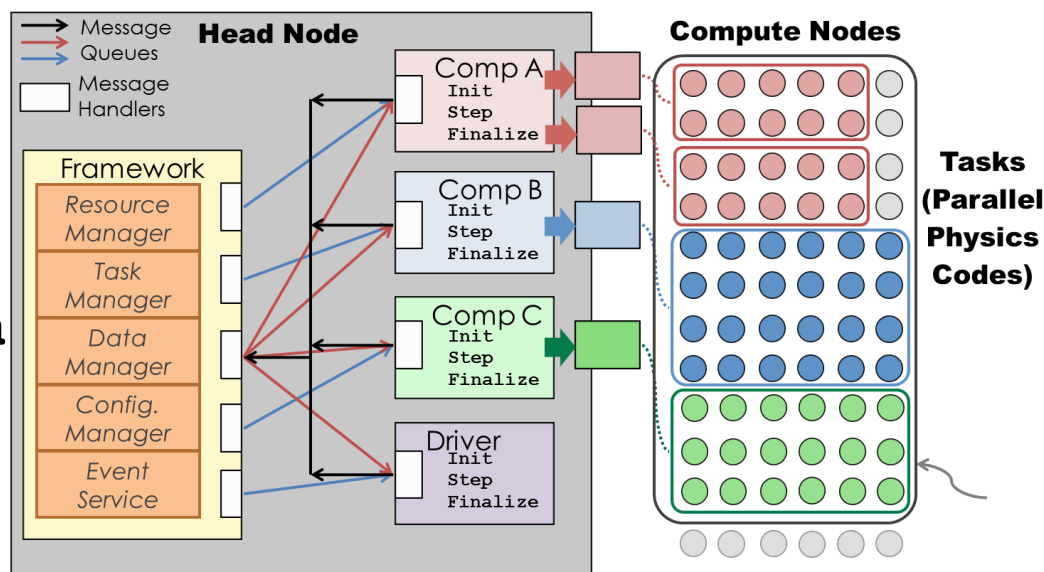 Message
Queues
Message
Handlers
Head Node
Framework
Resource
Manager
Task
Manager
Data
Manager
Config.
Manager
Event
Service
Comp A
Init
Step
Finalize
Comp B
Init
Step
Finalize
Comp C
Init
Step
Finalize
Driver
Init
Step
Finalize
Compute Nodes
Tasks
(Parallel
Physics
Codes)